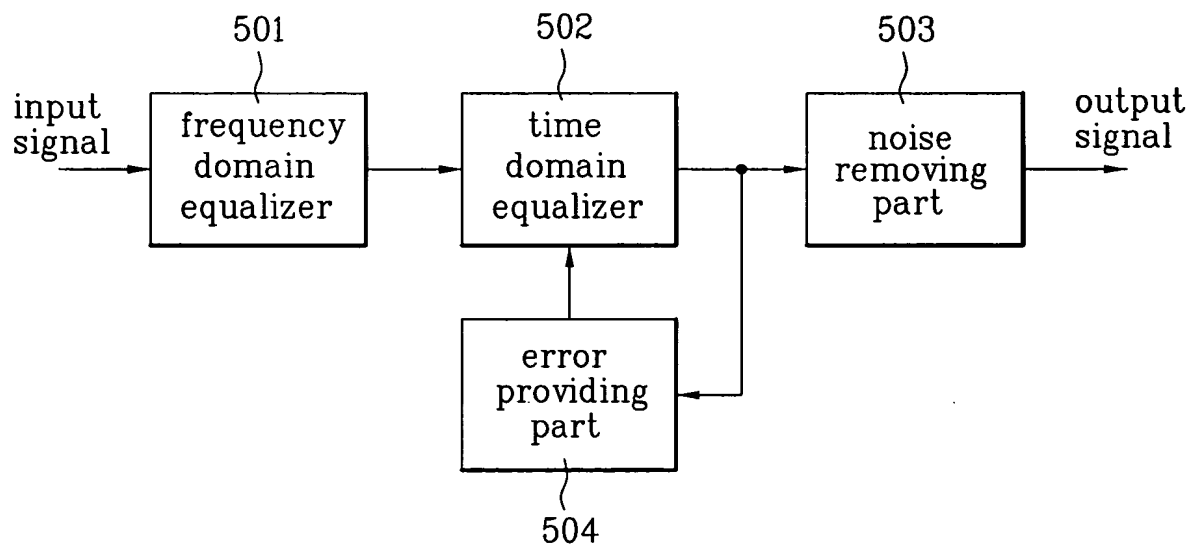 501
502
503
input
signal
frequency
domain
equalizer
time
domain
equalizer
noise
removing
part
output
signal
error
providing
part
504